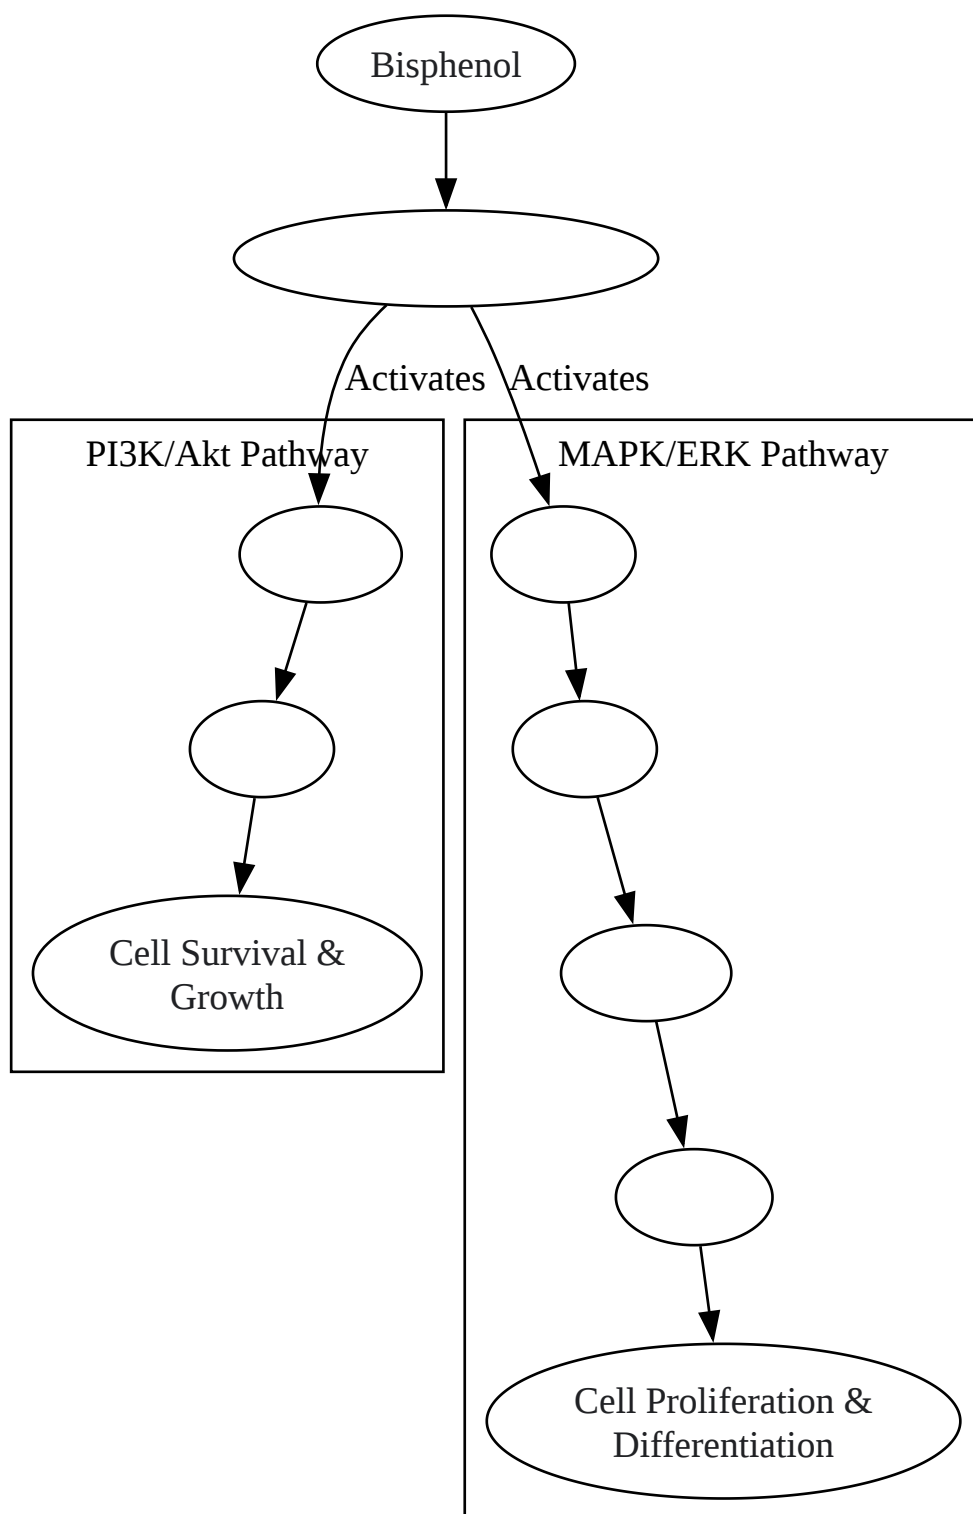 Bisphenol
Activates
Activates
PI3K/Akt Pathway
MAPK/ERK Pathway
Cell Survival &
Growth
Cell Proliferation &
Differentiation